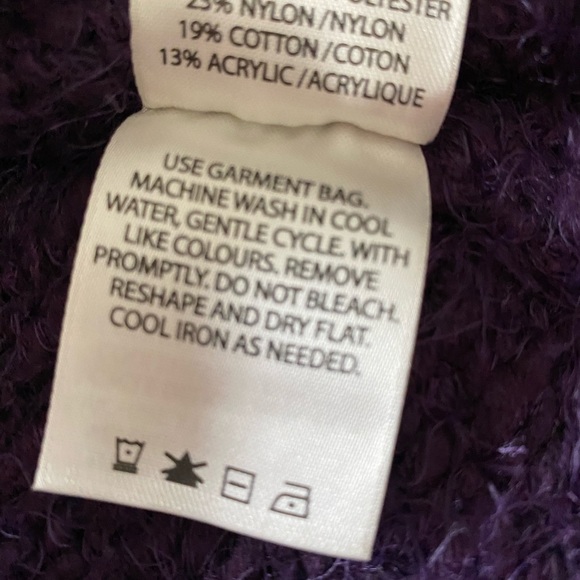 POLYESTER
23% NYLON/NYLON
19% COTTON/COTON
13% ACRYLIC/ACRYLIQUE
USE GARMENT BAG.
MACHINE WASH IN COOL
WATER, GENTLE CYCLE. WITH
LIKE COLOURS. REMOVE
PROMPTLY. DO NOT BLEACH.
RESHAPE AND DRY FLAT.
COOL IRON AS NEEDED.